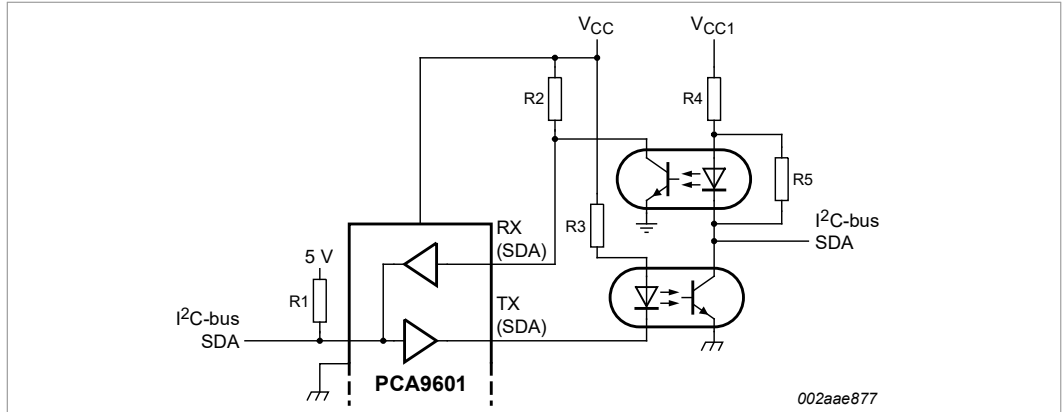 VCC
VCC1
R2
R4
R5
R3
I2C-bus
SDA
RX
(SDA)
5 V
TX
(SDA)
R1
I2C-bus
SDA
PCA9601
002aae877